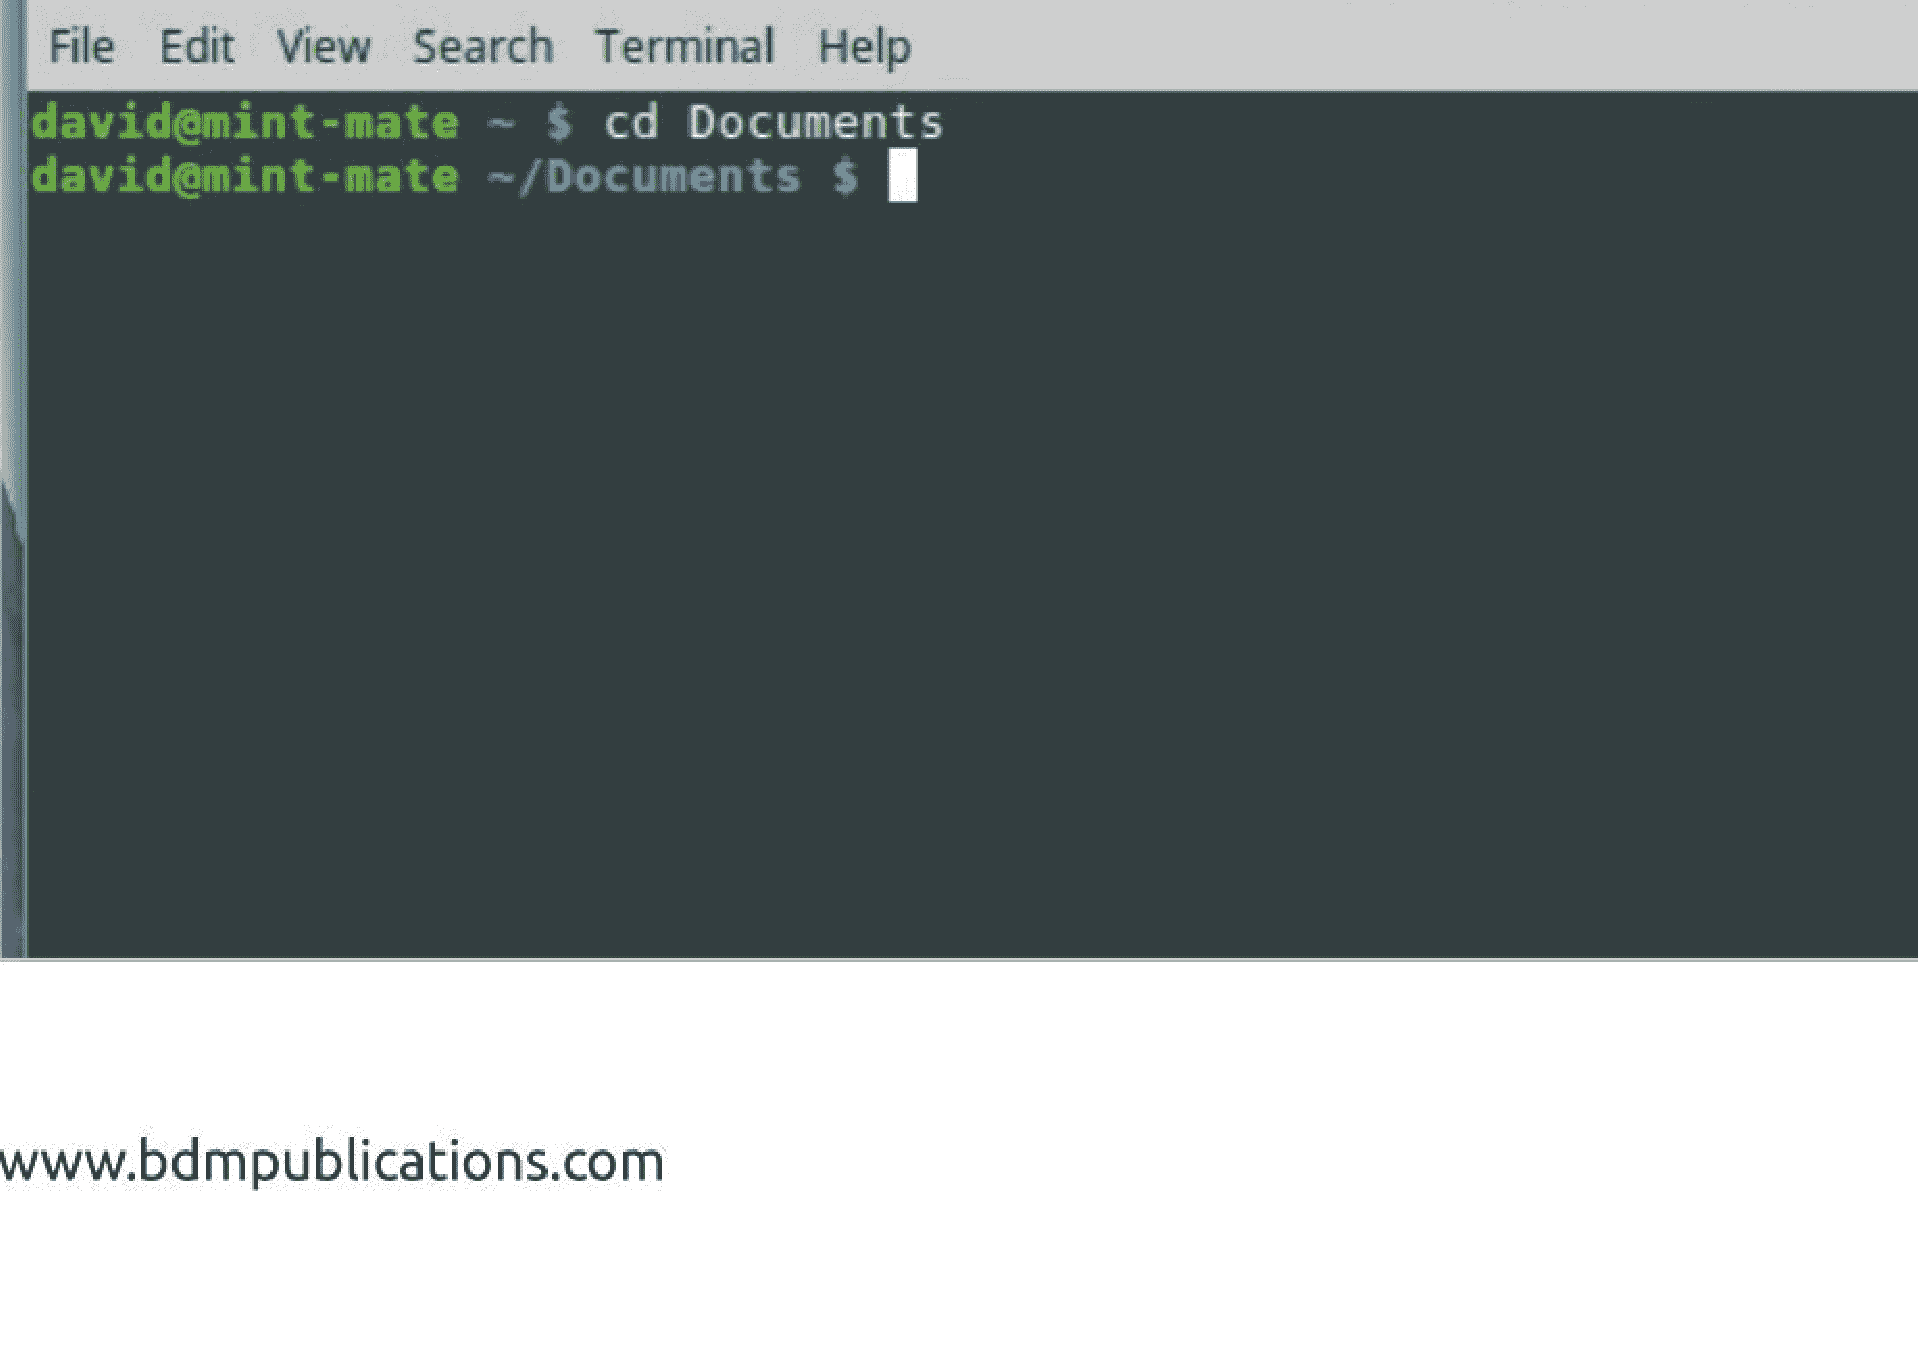 File Edit View Search Terminal Help
david@mint-mate ~ $ cd Documents
david@mint-mate ~/Documents $
www.bdmpublications.com